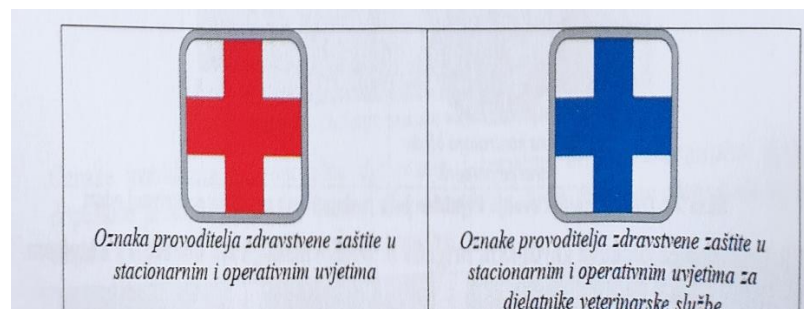 Oznaka provoditelja zdravstvene zaštite u
stacionarnim i operativnim uvjetima
Oznake provoditelja zdravstvene zaštite u
stacionarnim i operativnim uvjetima za
djelatnike veterinarske službe